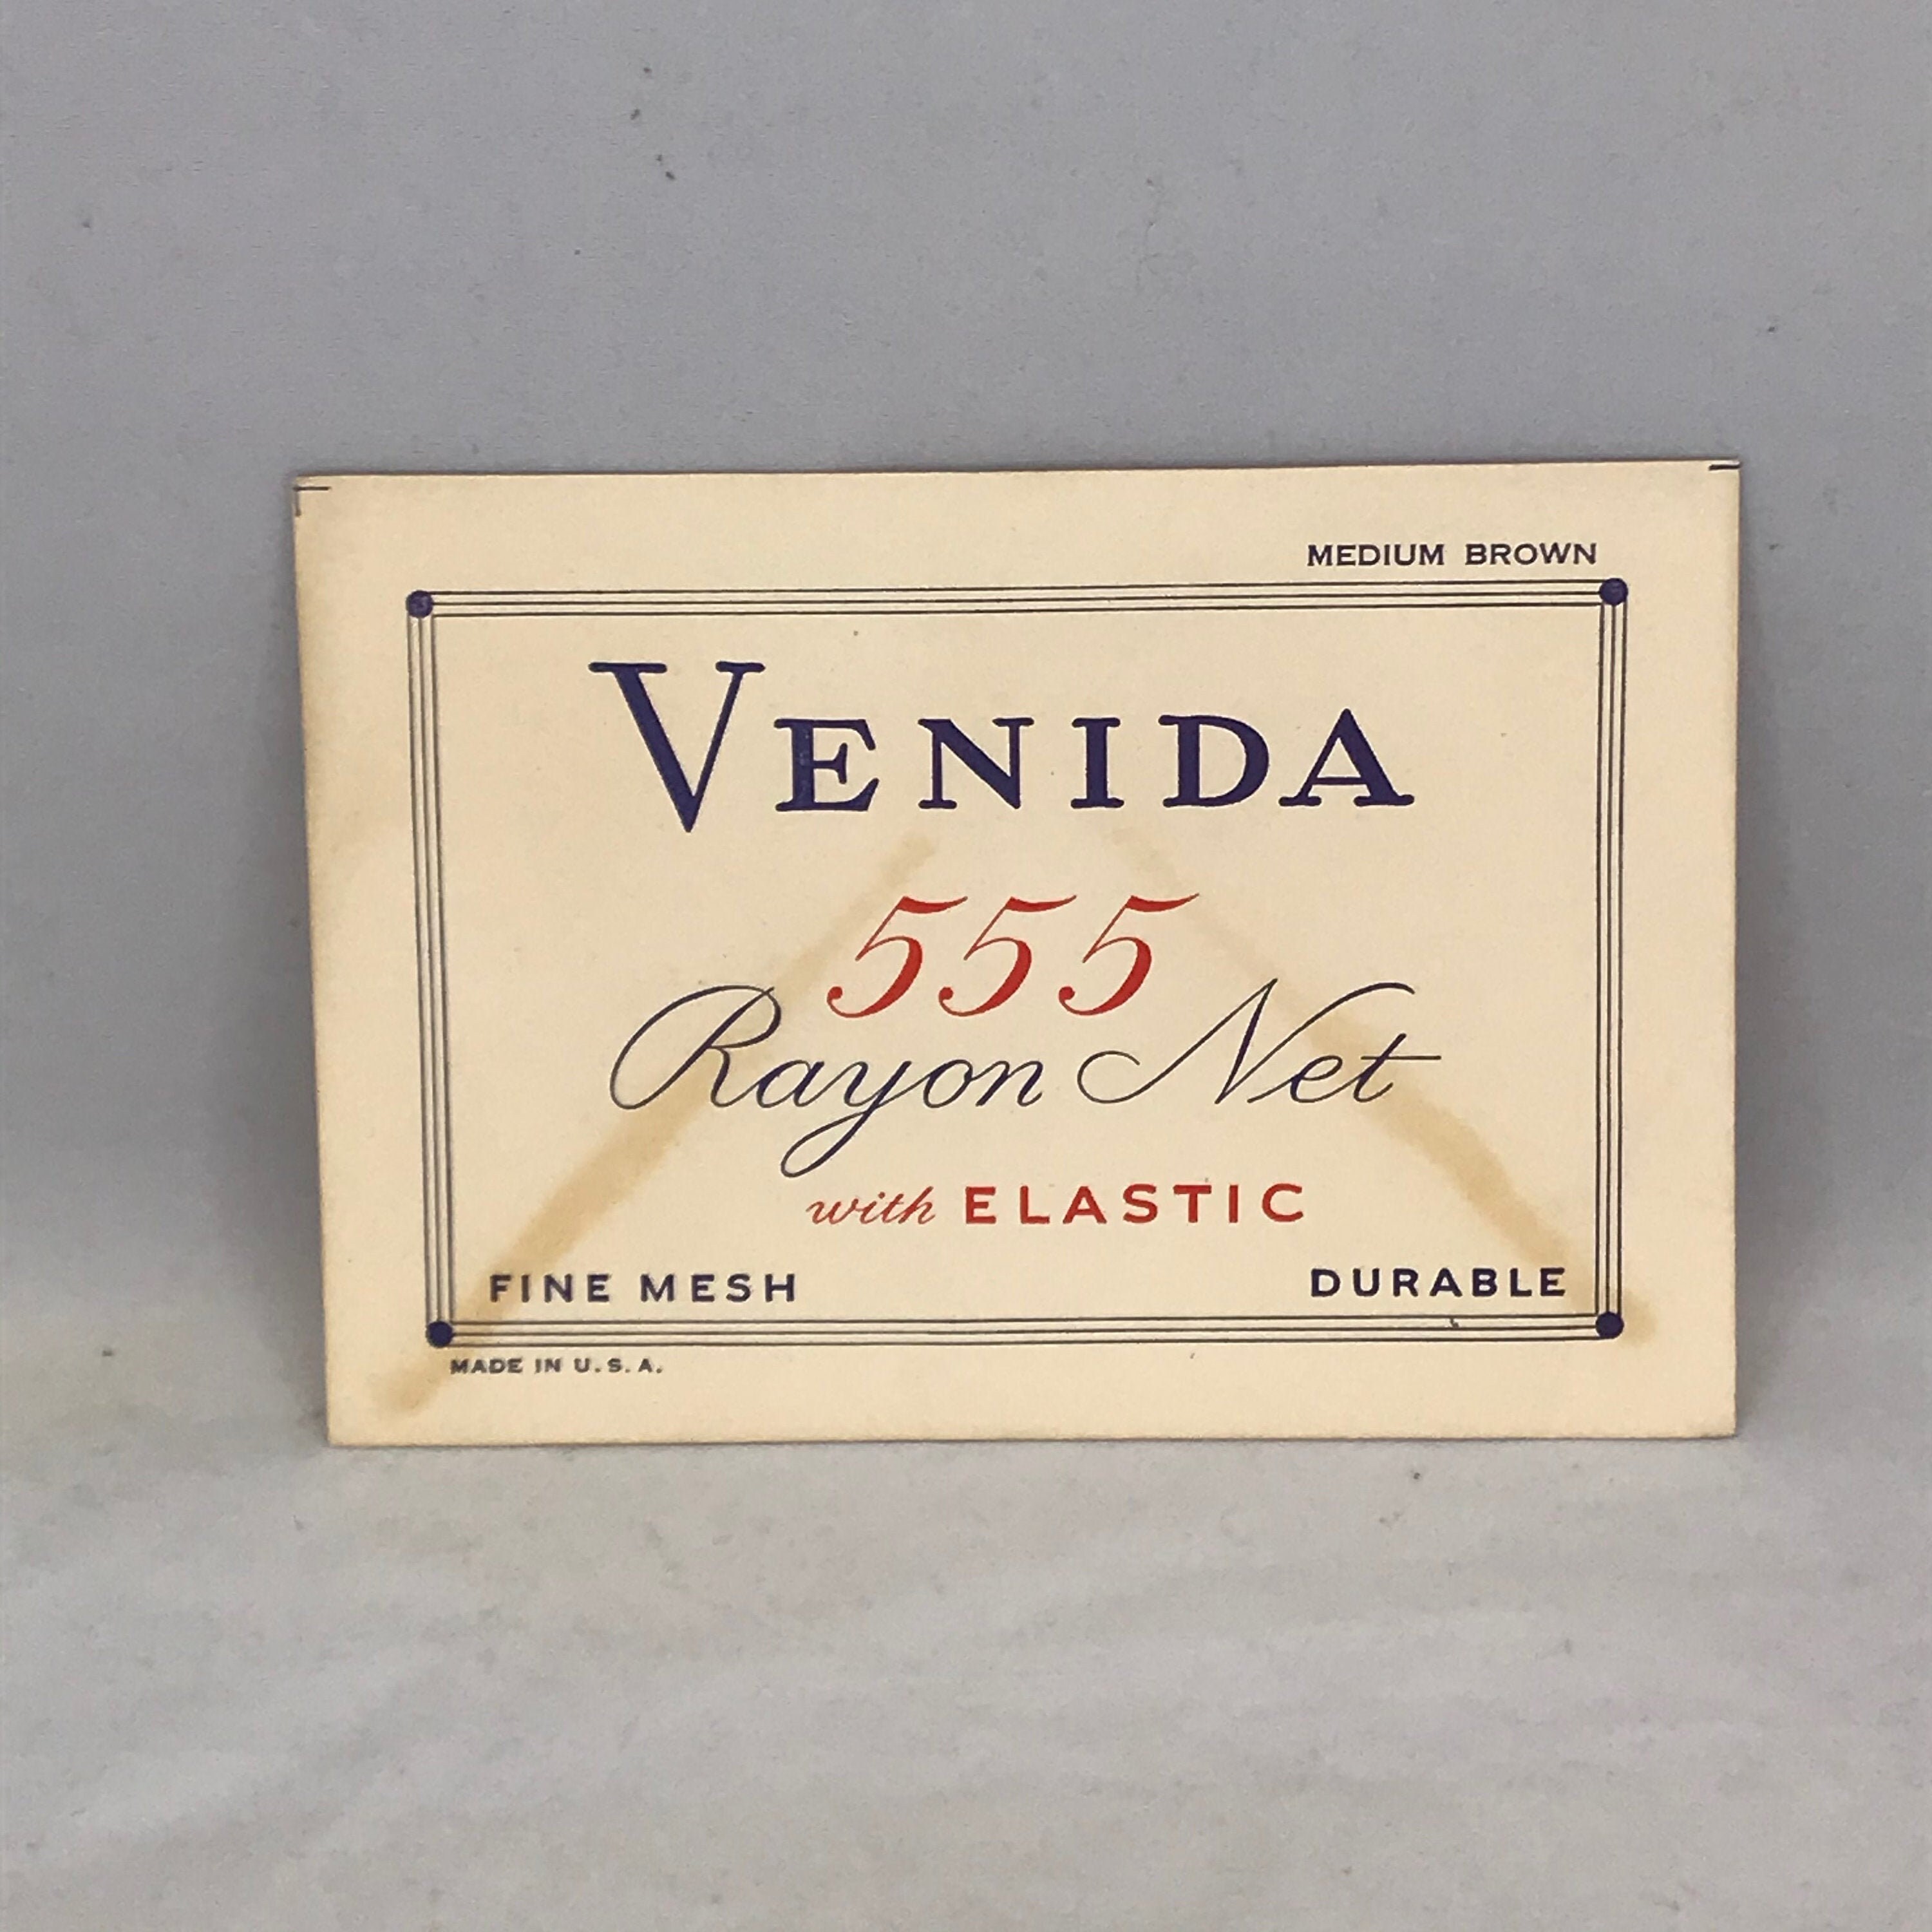 MEDIUM BROWN
VENIDA
555
Rayon Net
with ELASTIC
FINE MESH DURABLE
MADE IN U.S.A.